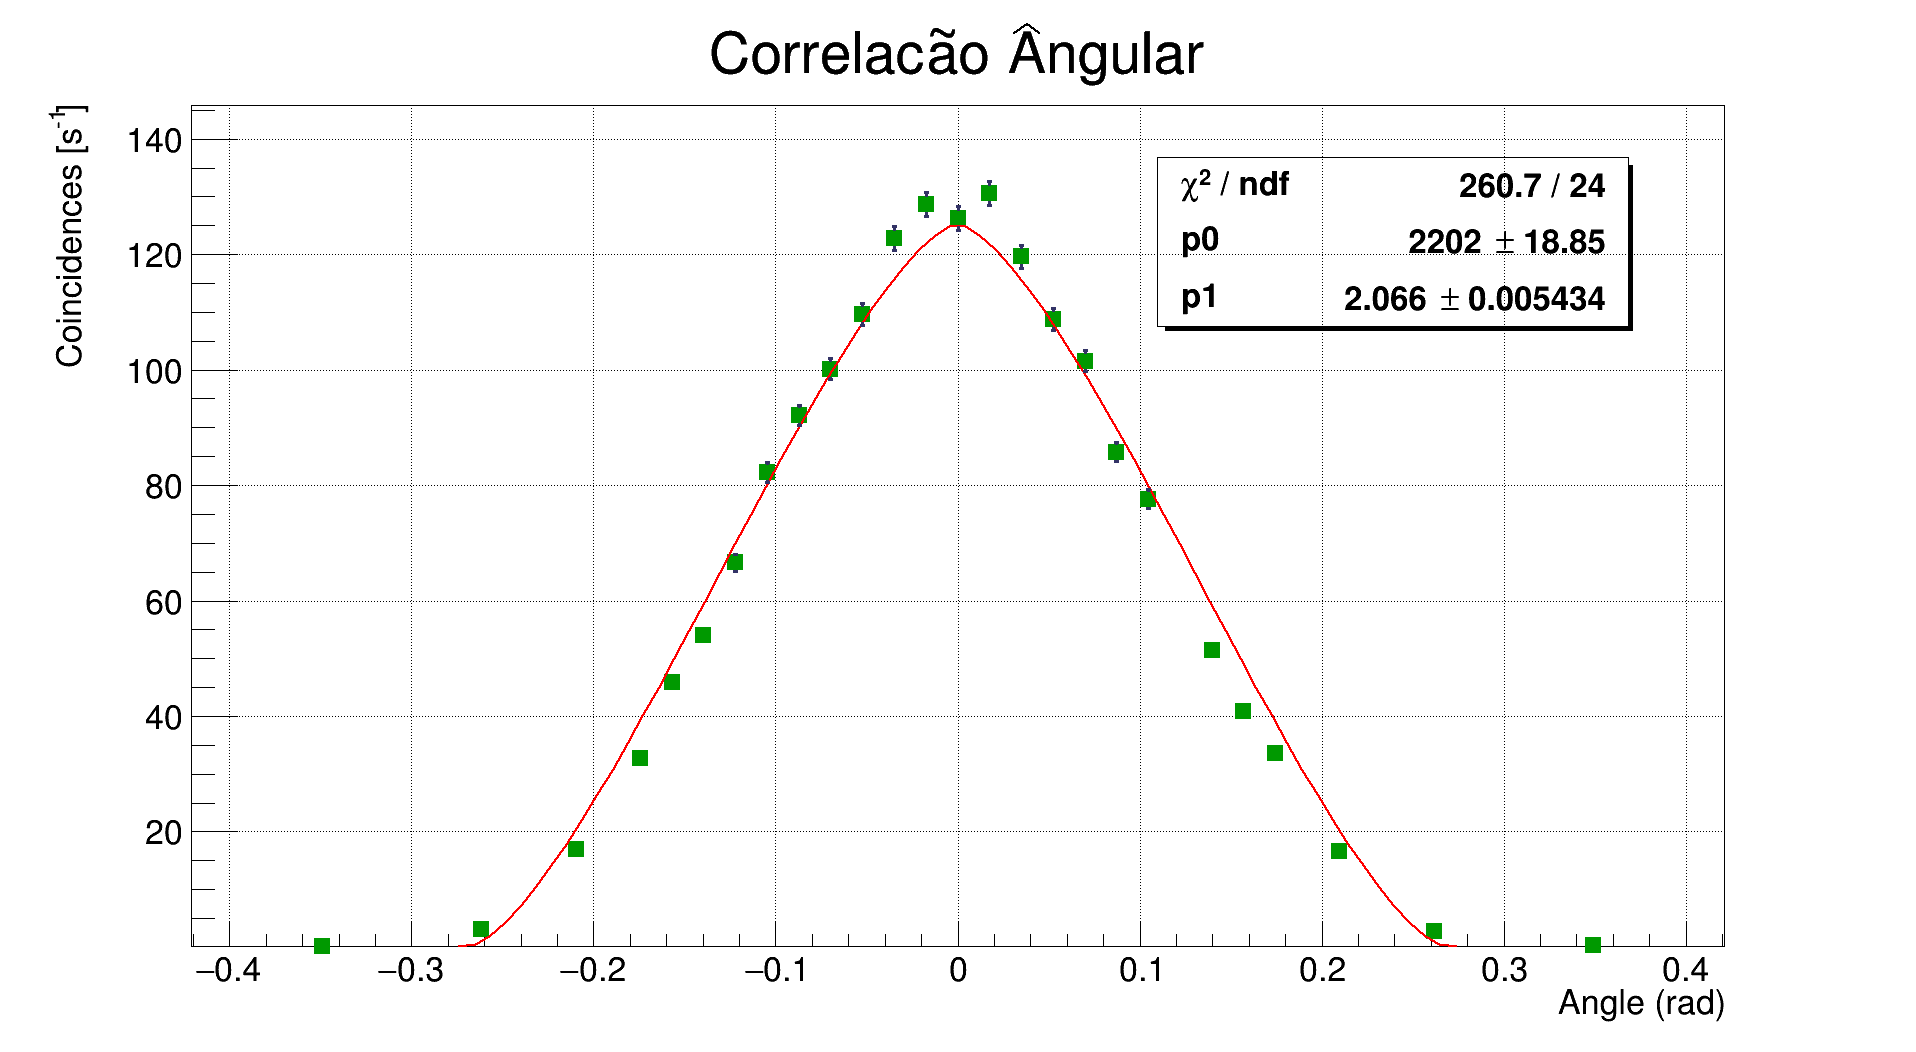 Correlacão Ângular
Coincidences [s⁻¹]
140
120
100
80
60
40
20
χ² / ndf 260.7 / 24
p0 2202 ± 18.85
p1 2.066 ± 0.005434
−0.4 −0.3 −0.2 −0.1 0 0.1 0.2 0.3 0.4
Angle (rad)